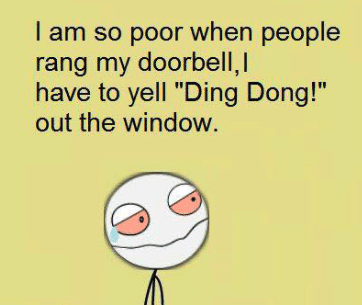 I am so poor when people
rang my doorbell,I
have to yell "Ding Dong!"
out the window.